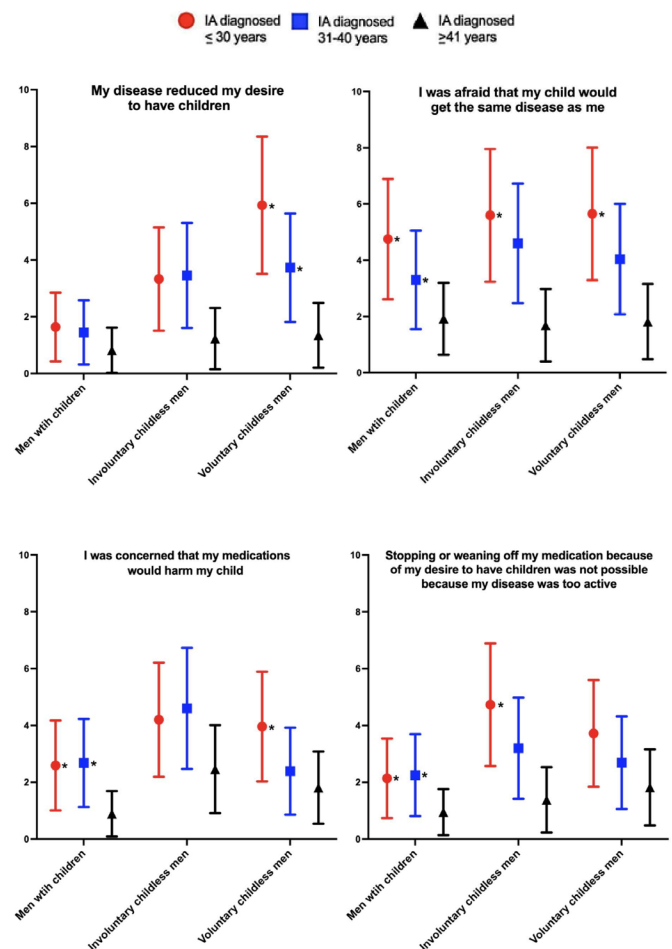 IA diagnosed IA diagnosed IA diagnosed
≤ 30 years 31-40 years ≥41 years
My disease reduced my desire
to have children
10
8
6
4
2
0
*
*
Men wtih children
Involuntary childless men
Voluntary childless men
I was afraid that my child would
get the same disease as me
10
8
6
4
2
0
*
*
*
*
Men wtih children
Involuntary childless men
Voluntary childless men
I was concerned that my medications
would harm my child
10
8
6
4
2
0
*
*
*
Men wtih children
Involuntary childless men
Voluntary childless men
Stopping or weaning off my medication because
of my desire to have children was not possible
because my disease was too active
10
8
6
4
2
0
*
*
*
Men wtih children
Involuntary childless men
Voluntary childless men